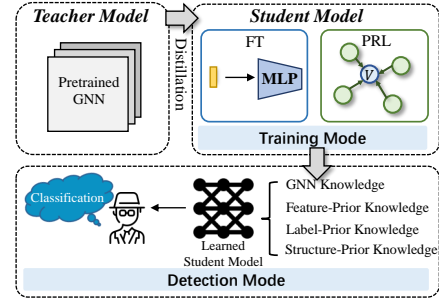 Teacher Model
Pretrained
GNN
Distillation
Student Model
FT
MLP
PRL
V
Training Mode
Classification
Learned
Student Model
GNN Knowledge
Feature-Prior Knowledge
Label-Prior Knowledge
Structure-Prior Knowledge
Detection Mode